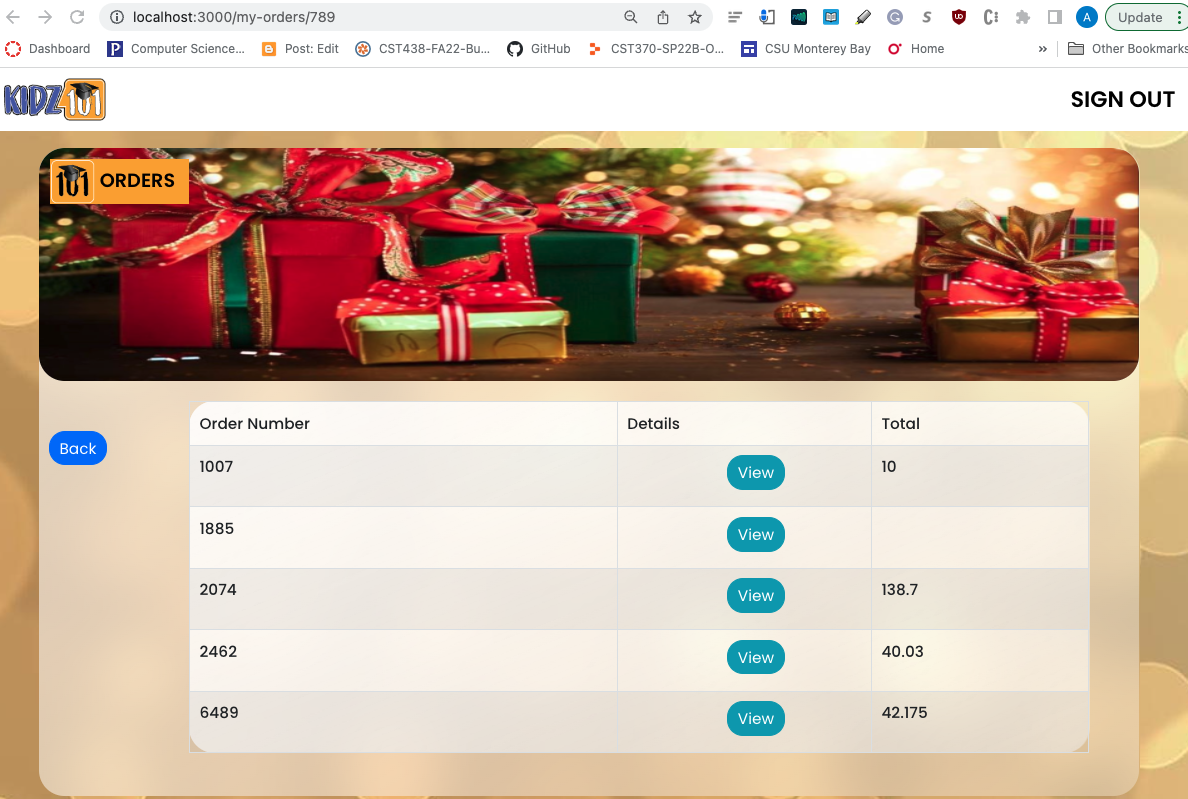 localhost:3000/my-orders/789
Update
Dashboard
Computer Science...
Post: Edit
CST438-FA22-Bu...
GitHub
CST370-SP22B-O...
CSU Monterey Bay
Home
»
Other Bookmarks
KIDZ 101
SIGN OUT
101 ORDERS
Back
Order Number Details Total
1007 View 10
1885 View
2074 View 138.7
2462 View 40.03
6489 View 42.175